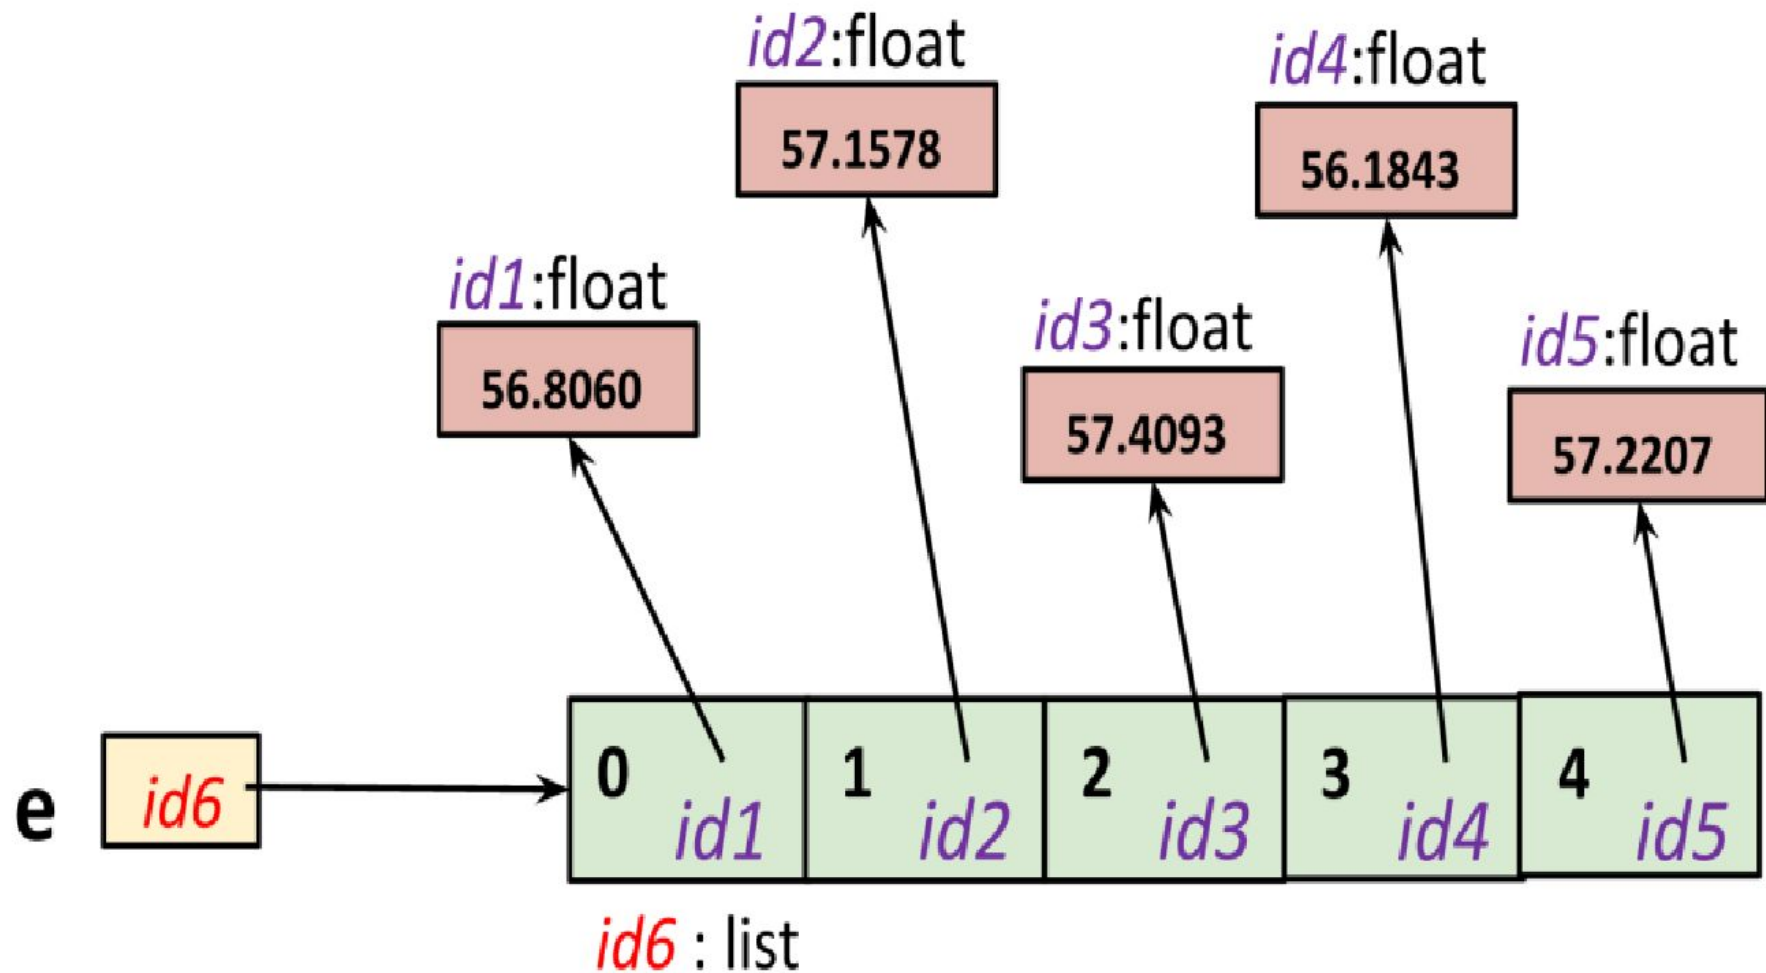 id2:float
id4:float
57.1578
56.1843
id1:float
id3:float
id5:float
56.8060
57.4093
57.2207
e id6 0 id1 1 id2 2 id3 3 id4 4 id5
id6 : list